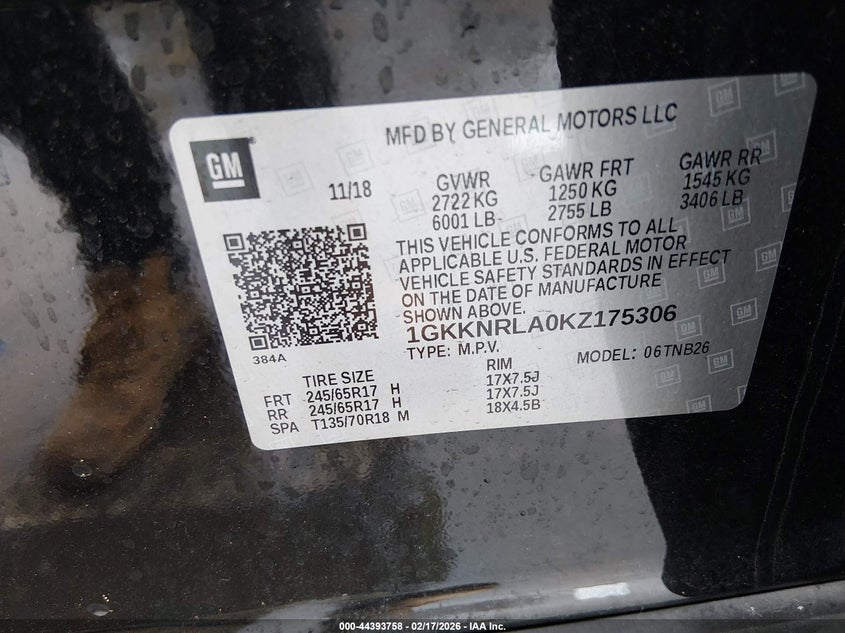 MFD BY GENERAL MOTORS LLC
GM
11/18
GVWR
2722 KG
6001 LB
GAWR FRT
1250 KG
2755 LB
GAWR RR
1545 KG
3406 LB
THIS VEHICLE CONFORMS TO ALL
APPLICABLE U.S. FEDERAL MOTOR
VEHICLE SAFETY STANDARDS IN EFFECT
ON THE DATE OF MANUFACTURE
SHOWN ABOVE.
1GKKNRLA0KZ175306
TYPE: M.P.V.
MODEL: 06TNB26
384A
TIRE SIZE
RIM
FRT 245/65R17 H 17X7.5J
RR 245/65R17 H 17X7.5J
SPA T135/70R18 M 18X4.5B
000-44393758 - 02/17/2026 - IAA Inc.